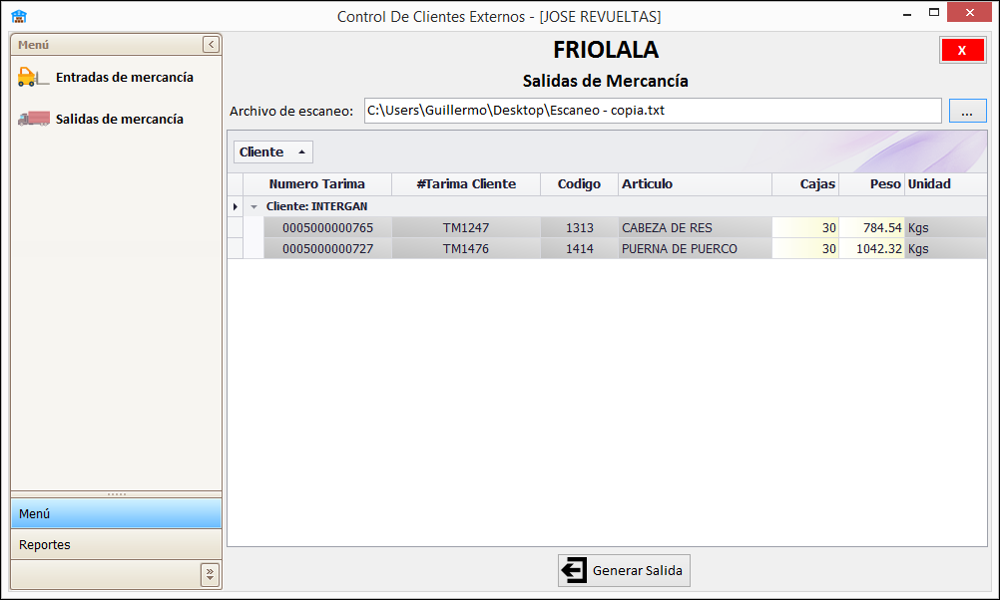 Control De Clientes Externos - [JOSE REVUELTAS]
Menú
Entradas de mercancía
Salidas de mercancía
Menú
Reportes
FRIOLALA
X
Salidas de Mercancía
Archivo de escaneo: C:\Users\Guillermo\Desktop\Escaneo - copia.txt ...
Cliente
Numero Tarima #Tarima Cliente Codigo Articulo Cajas Peso Unidad
Cliente: INTERGAN
0005000000765 TM1247 1313 CABEZA DE RES 30 784.54 Kgs
0005000000727 TM1476 1414 PUERNA DE PUERCO 30 1042.32 Kgs
Generar Salida